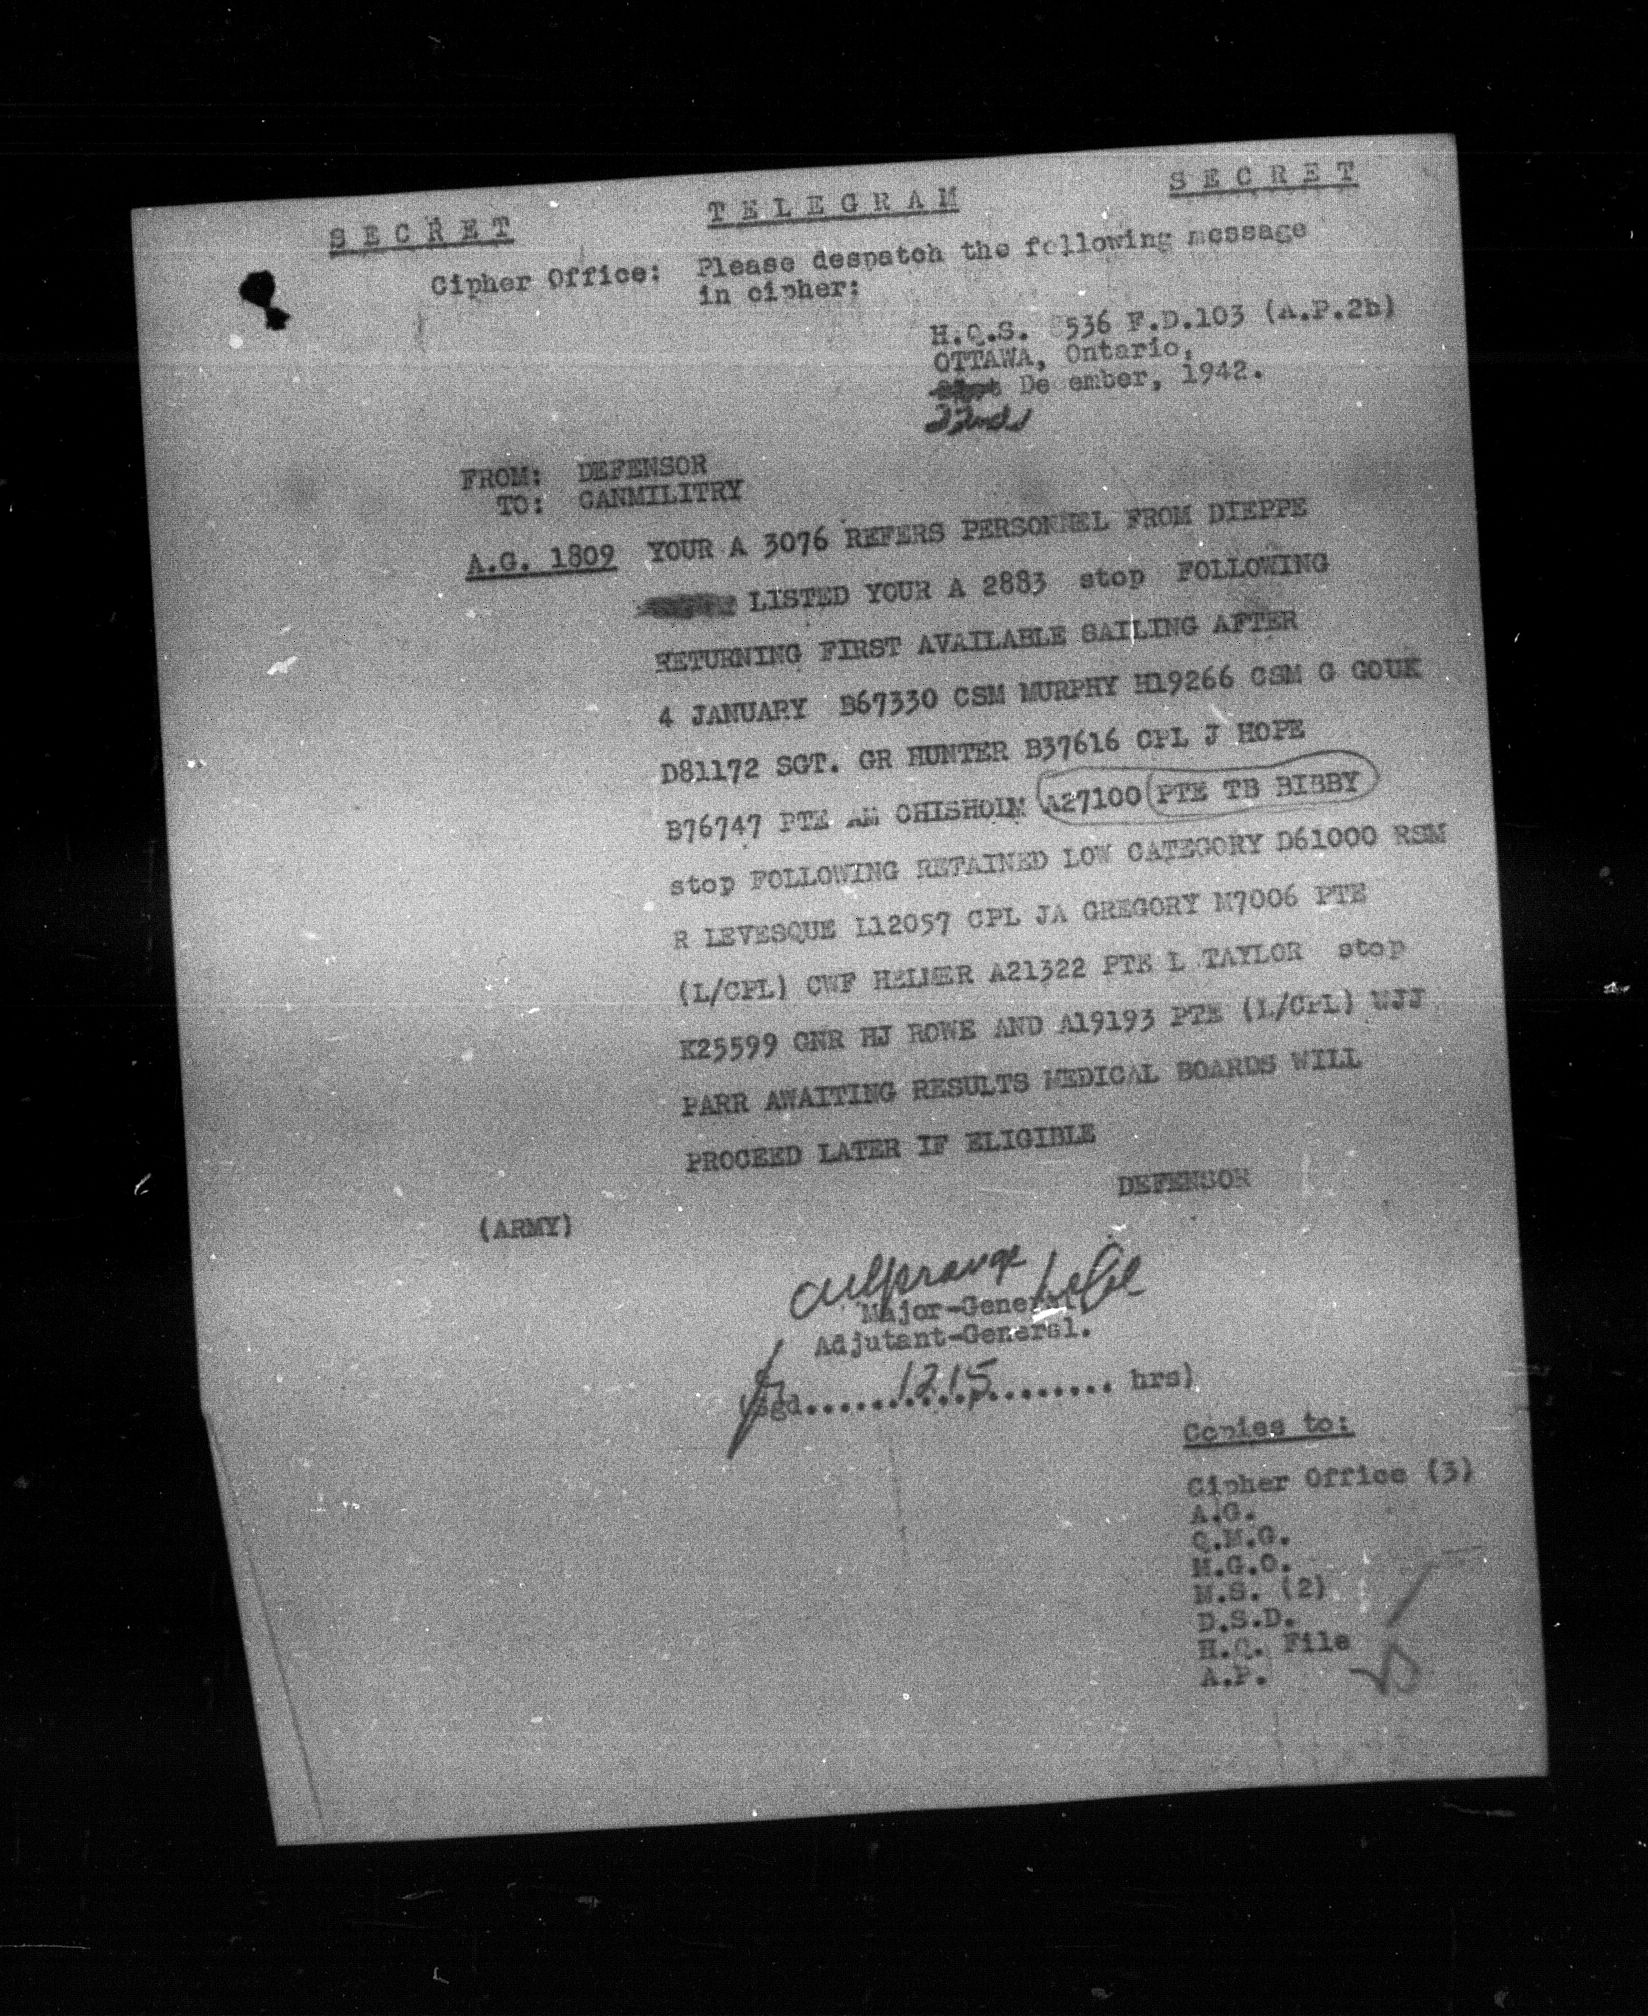 SECRET TELEGRAM SECRET
Cipher Office: Please despatch the following message
in cipher:
H.Q.S. 8536 F.D.103 (A.P.2b)
OTTAWA, Ontario,
De ember, 1942.
22nd
FROM: DEFENSOR
TO: CANMILITRY
A.G. 1809 YOUR A 3076 REFERS PERSONNEL FROM DIEPPE
LISTED YOUR A 2883 stop FOLLOWING
RETURNING FIRST AVAILABLE SAILING AFTER
4 JANUARY B67330 CSM MURPHY H19266 CSM G GOUK
D81172 SGT. GR HUNTER B37616 CPL J HOPE
B76747 PTE AM CHISHOLM A27100 PTE TB BIBBY
stop FOLLOWING RETAINED LOW CATEGORY D61000 RSM
R LEVESQUE L12057 CPL JA GREGORY M7006 PTE
(L/CPL) CWF HELMER A21322 PTE L TAYLOR stop
K25599 GNR HJ ROWE AND A19193 PTE (L/CPL) WJJ
PARR AWAITING RESULTS MEDICAL BOARDS WILL
PROCEED LATER IF ELIGIBLE
DEFENSOR
(ARMY)
Major-General,
Adjutant-General.
(Sgd.......1215....... hrs)
Copies to:
Cipher Office (3)
A.G.
Q.M.G.
M.G.O.
M.S. (2)
D.S.D.
H.Q. File
A.P.